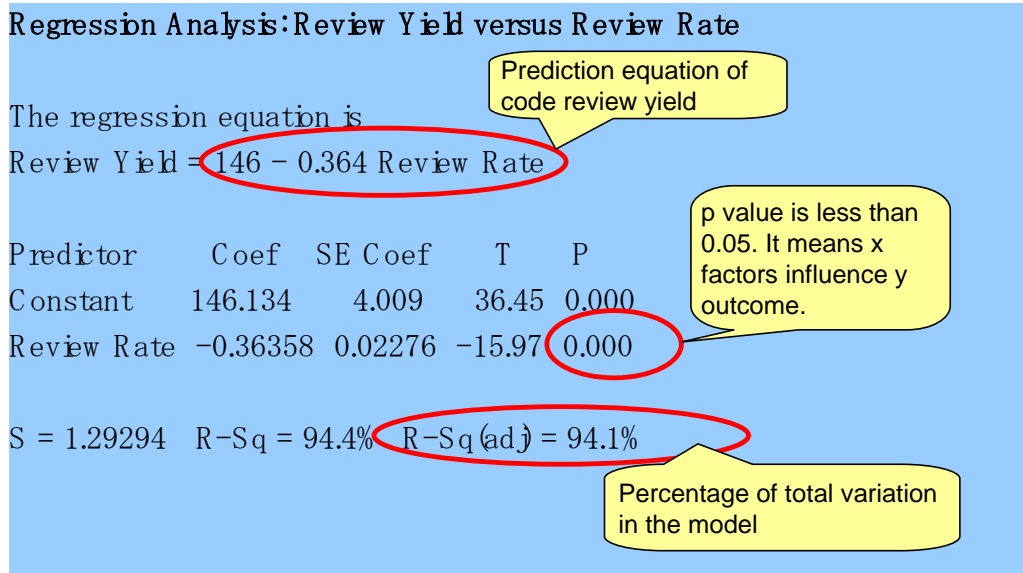 Regression Analysis: Review Yield versus Review Rate
Prediction equation of
code review yield
The regression equation is
Review Yield = 146 - 0.364 Review Rate
p value is less than
0.05. It means x
factors influence y
outcome.
Predictor Coef SE Coef T P
Constant 146.134 4.009 36.45 0.000
Review Rate -0.36358 0.02276 -15.97 0.000
S = 1.29294 R-Sq = 94.4% R-Sq(adj) = 94.1%
Percentage of total variation
in the model